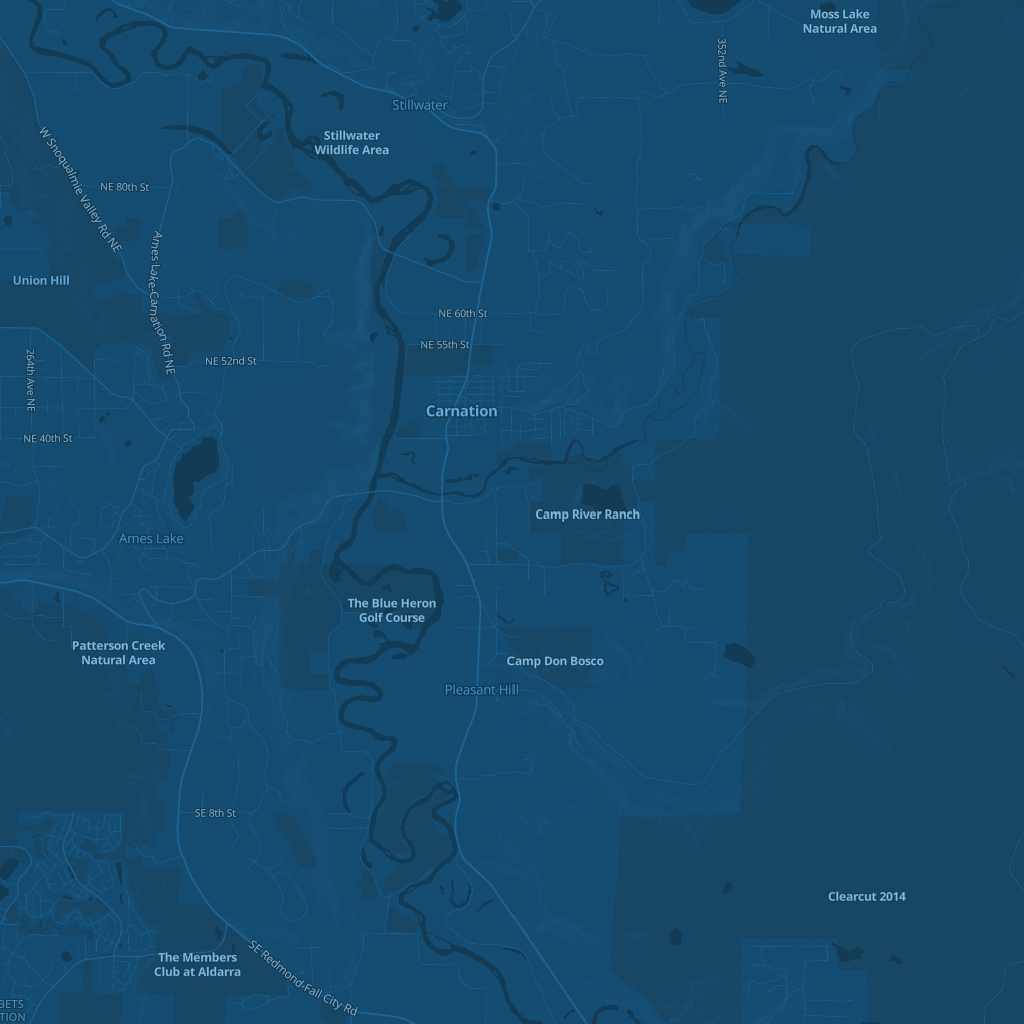 Moss Lake
Natural Area
352nd Ave NE
Stillwater
Stillwater
Wildlife Area
W Snoqualmie Valley Rd NE
NE 80th St
Ames Lake-Carnation Rd NE
Union Hill
NE 60th St
NE 55th St
NE 52nd St
264th Ave NE
Carnation
NE 40th St
Camp River Ranch
Ames Lake
The Blue Heron
Golf Course
Patterson Creek
Natural Area
Camp Don Bosco
Pleasant Hill
SE 8th St
Clearcut 2014
The Members
Club at Aldarra
SE Redmond-Fall City Rd
BETS
TION